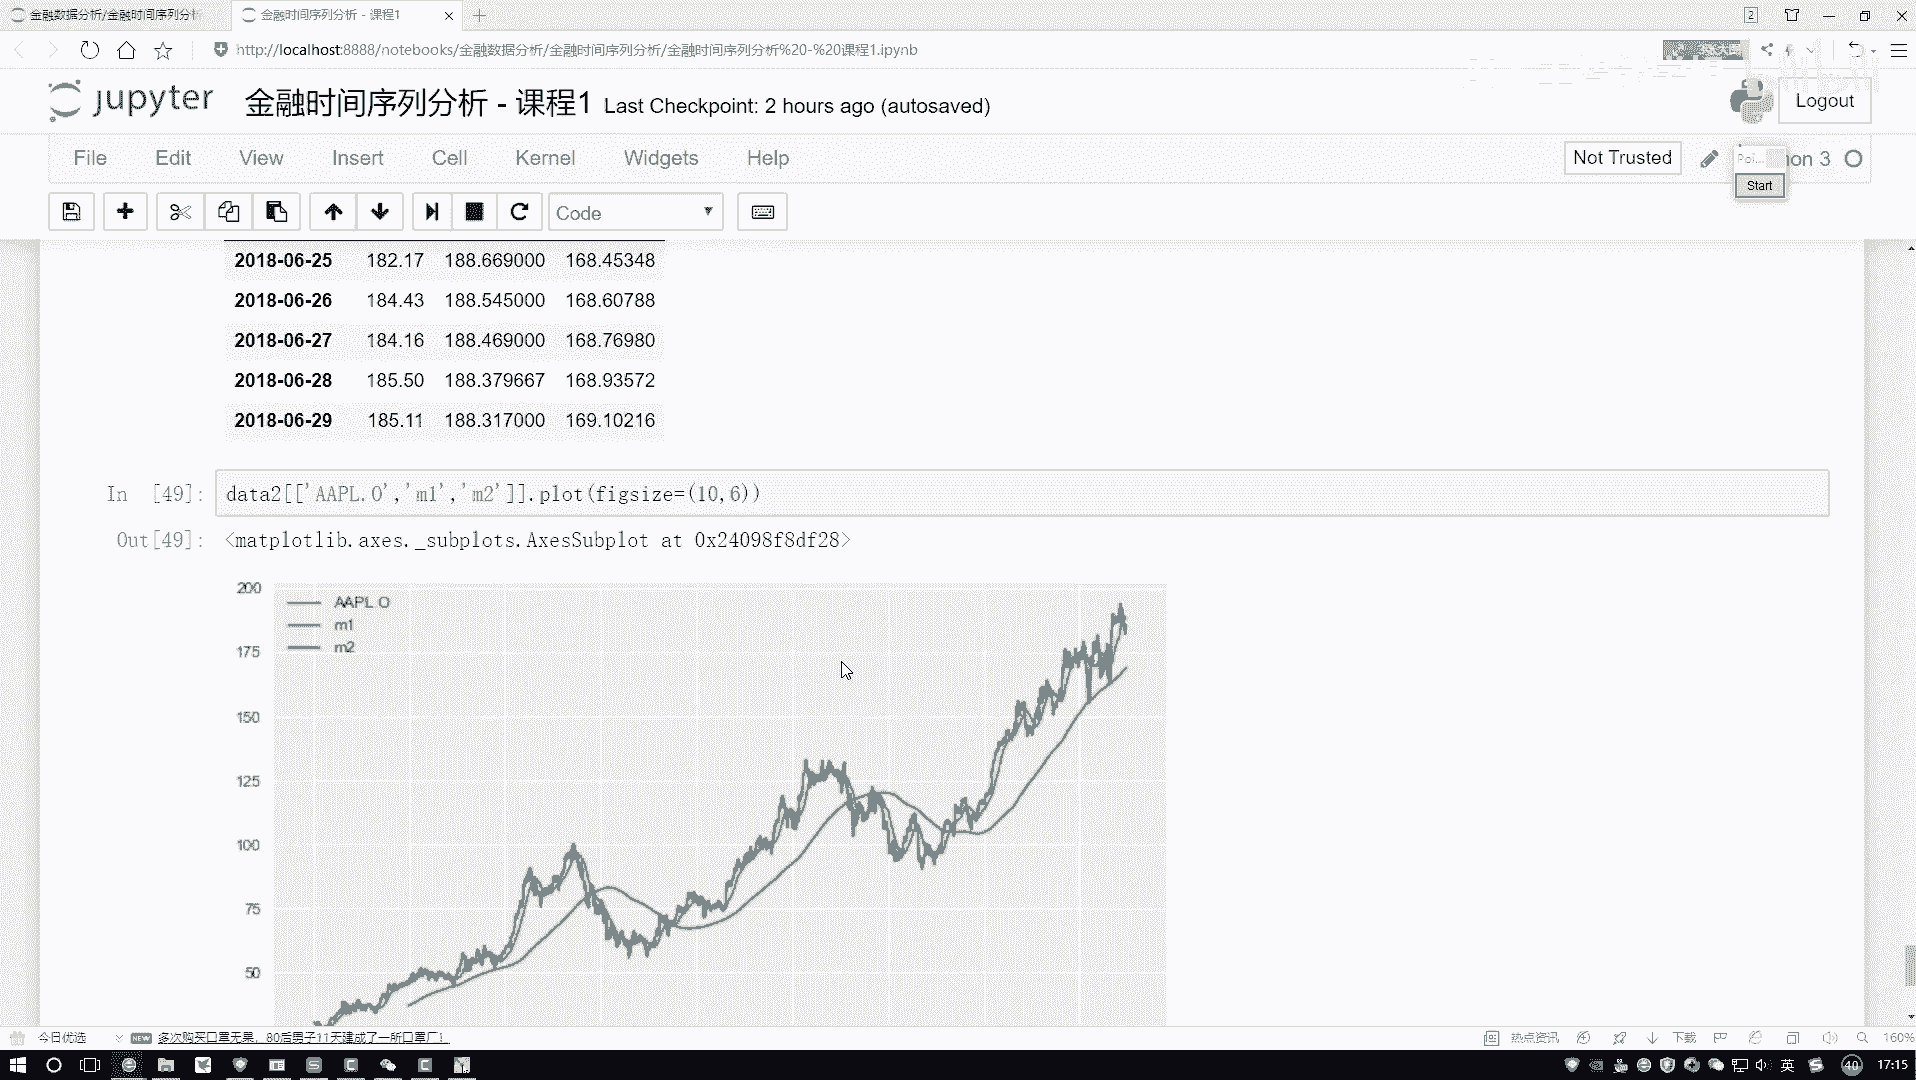 金融数据分析/金融时间序列分析
金融时间序列分析 - 课程1
2
http://localhost:8888/notebooks/金融数据分析/金融时间序列分析/金融时间序列分析%20-%20课程1.ipynb
jupyter 金融时间序列分析 - 课程1 Last Checkpoint: 2 hours ago (autosaved)
Logout
File Edit View Insert Cell Kernel Widgets Help
Not Trusted
Poi... hon 3
Start
Code
2018-06-25 182.17 188.669000 168.45348
2018-06-26 184.43 188.545000 168.60788
2018-06-27 184.16 188.469000 168.76980
2018-06-28 185.50 188.379667 168.93572
2018-06-29 185.11 188.317000 169.10216
In [49]: data2[['AAPL.O','m1','m2']].plot(figsize=(10,6))
Out[49]: <matplotlib.axes._subplots.AxesSubplot at 0x24098f8df28>
200
AAPL.O
m1
m2
175
150
125
100
75
50
今日优选 NEW 多次购买口罩无果，80后男子11天建成了一所口罩厂！
热点资讯 下载 160%
英 40 17:15